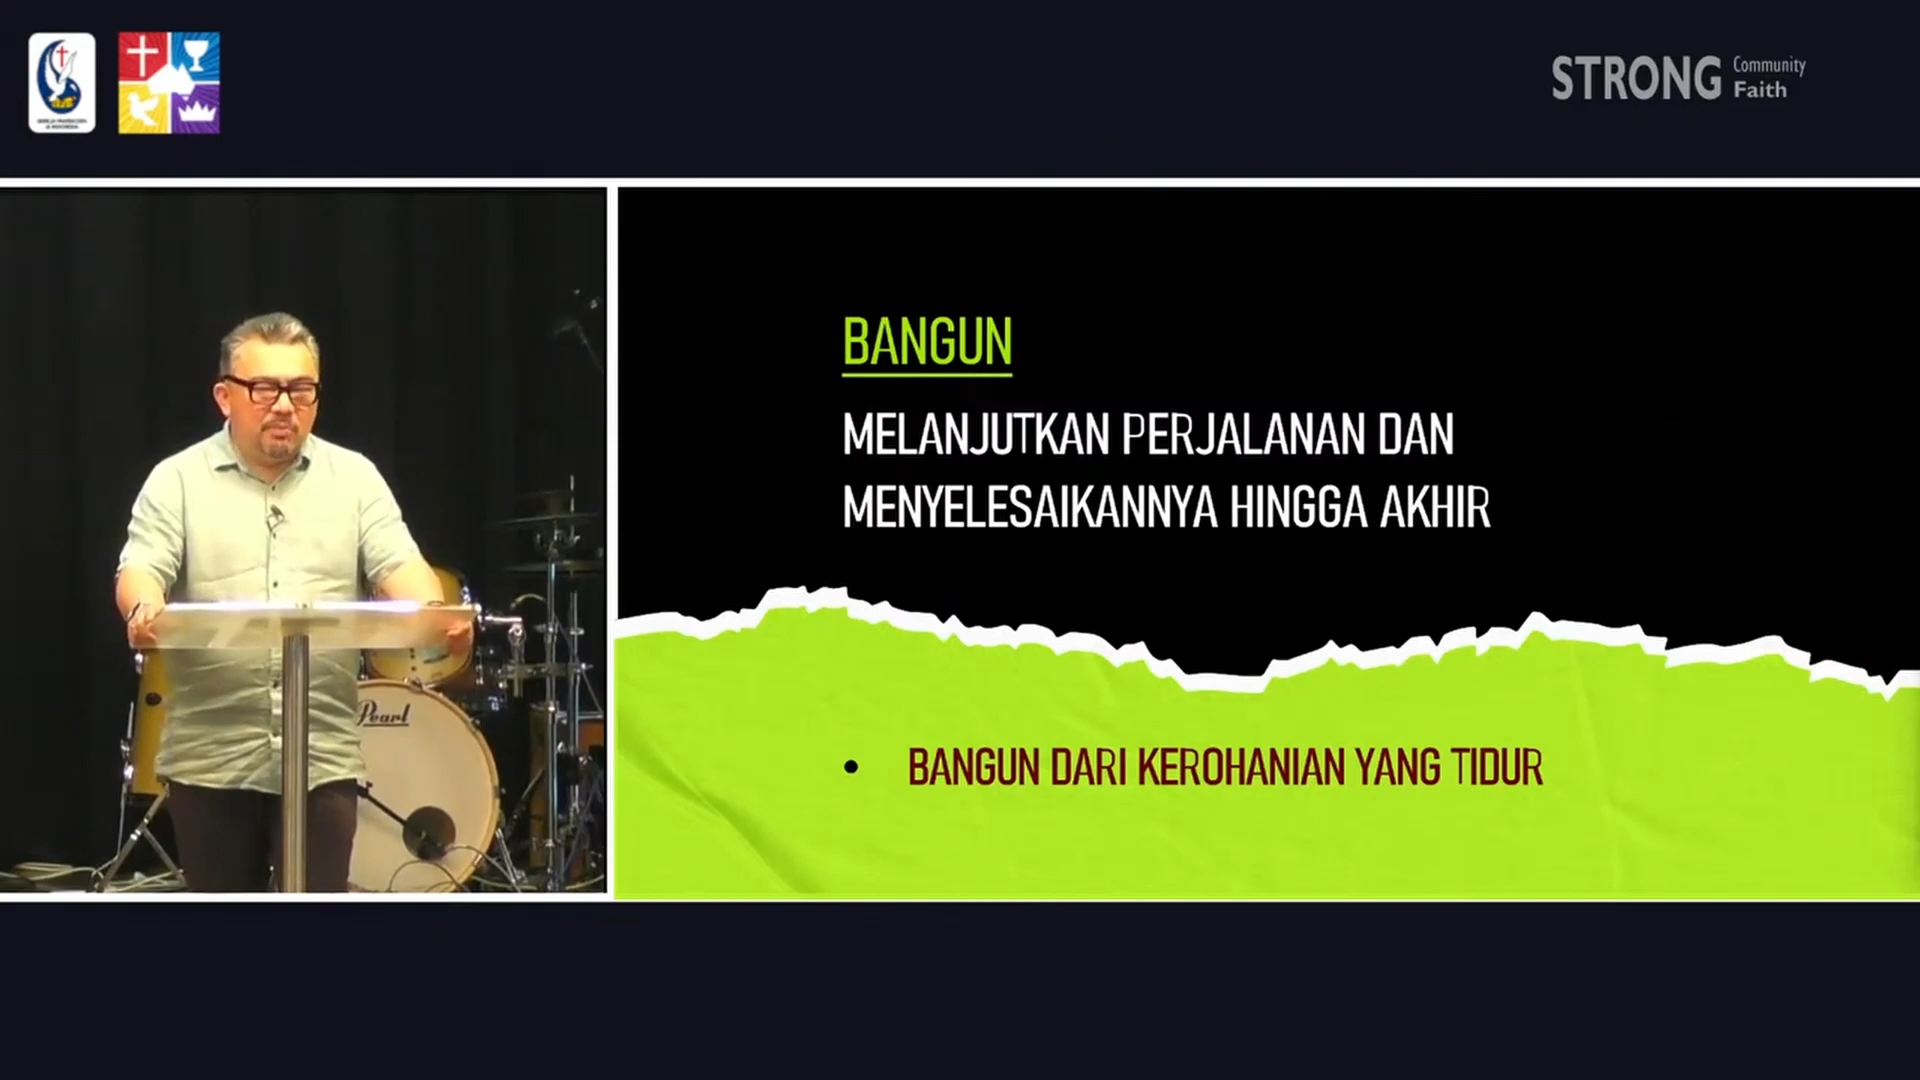 STRONG Community
Faith
BANGUN
MELANJUTKAN PERJALANAN DAN
MENYELESAIKANNYA HINGGA AKHIR
Pearl
• BANGUN DARI KEROHANIAN YANG TIDUR